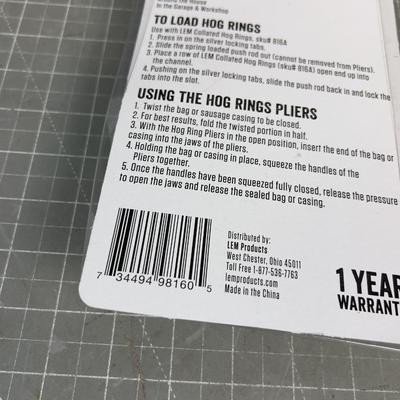 Around the House
In the Garage & Workshop
TO LOAD HOG RINGS
Use with LEM Collated Hog Rings, sku# 816A
1. Press in on the silver locking tabs.
2. Slide the spring loaded push rod out (cannot be removed from Pliers).
3. Place a row of LEM Collated Hog Rings (sku# 816A) open end up into
the channel.
4. Pushing on the silver locking tabs, slide the push rod back in and lock the
tabs into the slot.
USING THE HOG RINGS PLIERS
1. Twist the bag or sausage casing to be closed.
2. For best results, fold the twisted portion in half.
3. With the Hog Ring Pliers in the open position, insert the end of the bag or
casing into the jaws of the pliers.
4. Holding the bag or casing in place, squeeze the handles of the
Pliers together.
5. Once the handles have been squeezed fully closed, release the pressure
to open the jaws and release the sealed bag or casing.
Distributed by:
LEM Products
West Chester, Ohio 45011
Toll Free 1-877-536-7763
lemproducts.com
Made in the China
7 34494 98160 5
1 YEAR
WARRANT